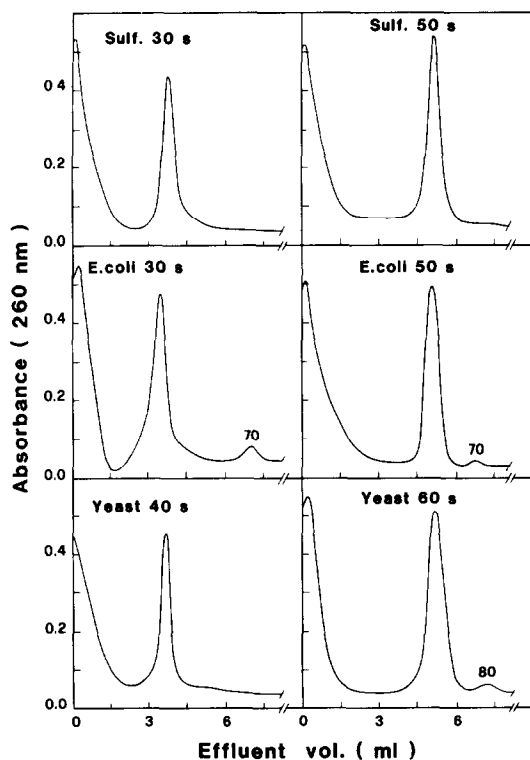 Sulf. 30 s
Sulf. 50 s
0.4
0.2
0.0
E.coli 30 s
E.coli 50 s
0.4
70
70
0.2
0.0
Yeast 40 s
Yeast 60 s
0.4
0.2
80
0.0
0 3 6 0 3 6
Absorbance ( 260 nm )
Effluent vol. ( ml )